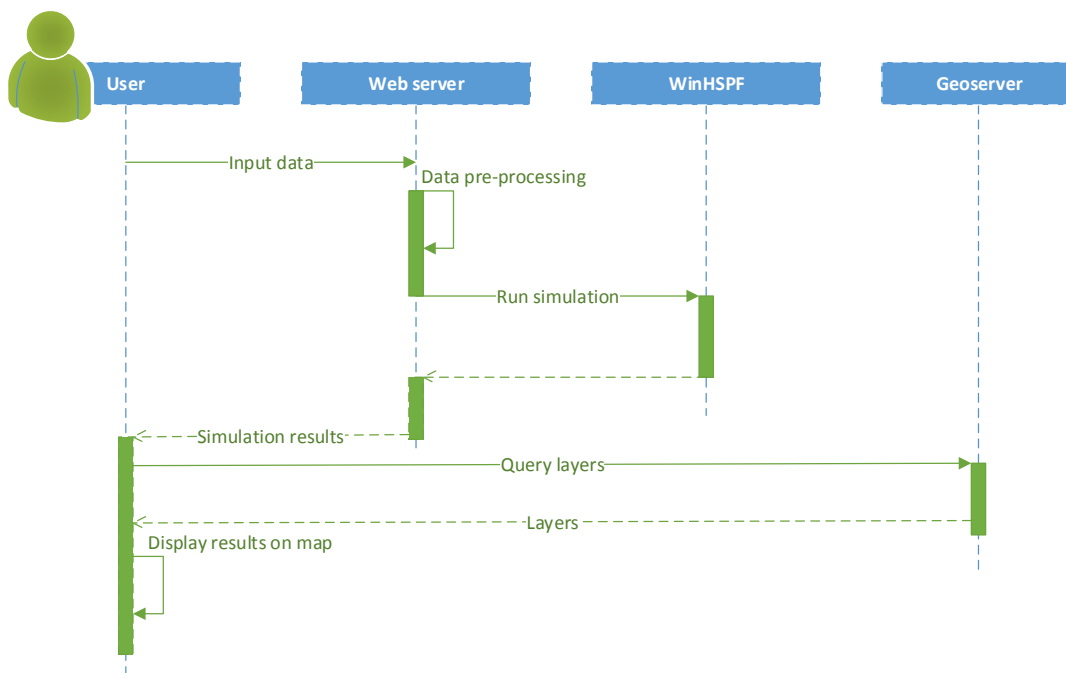 User
Web server
WinHSPF
Geoserver
Input data
Data pre-processing
Run simulation
Simulation results
Query layers
Layers
Display results on map